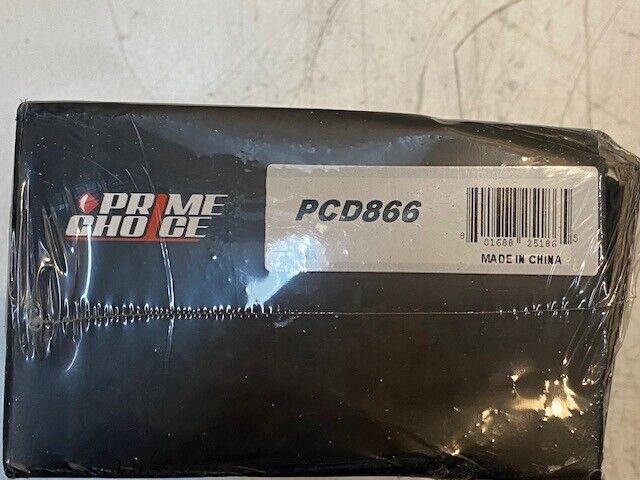 PRIME
CHOICE
PCD866
8 01688 25186 5
MADE IN CHINA